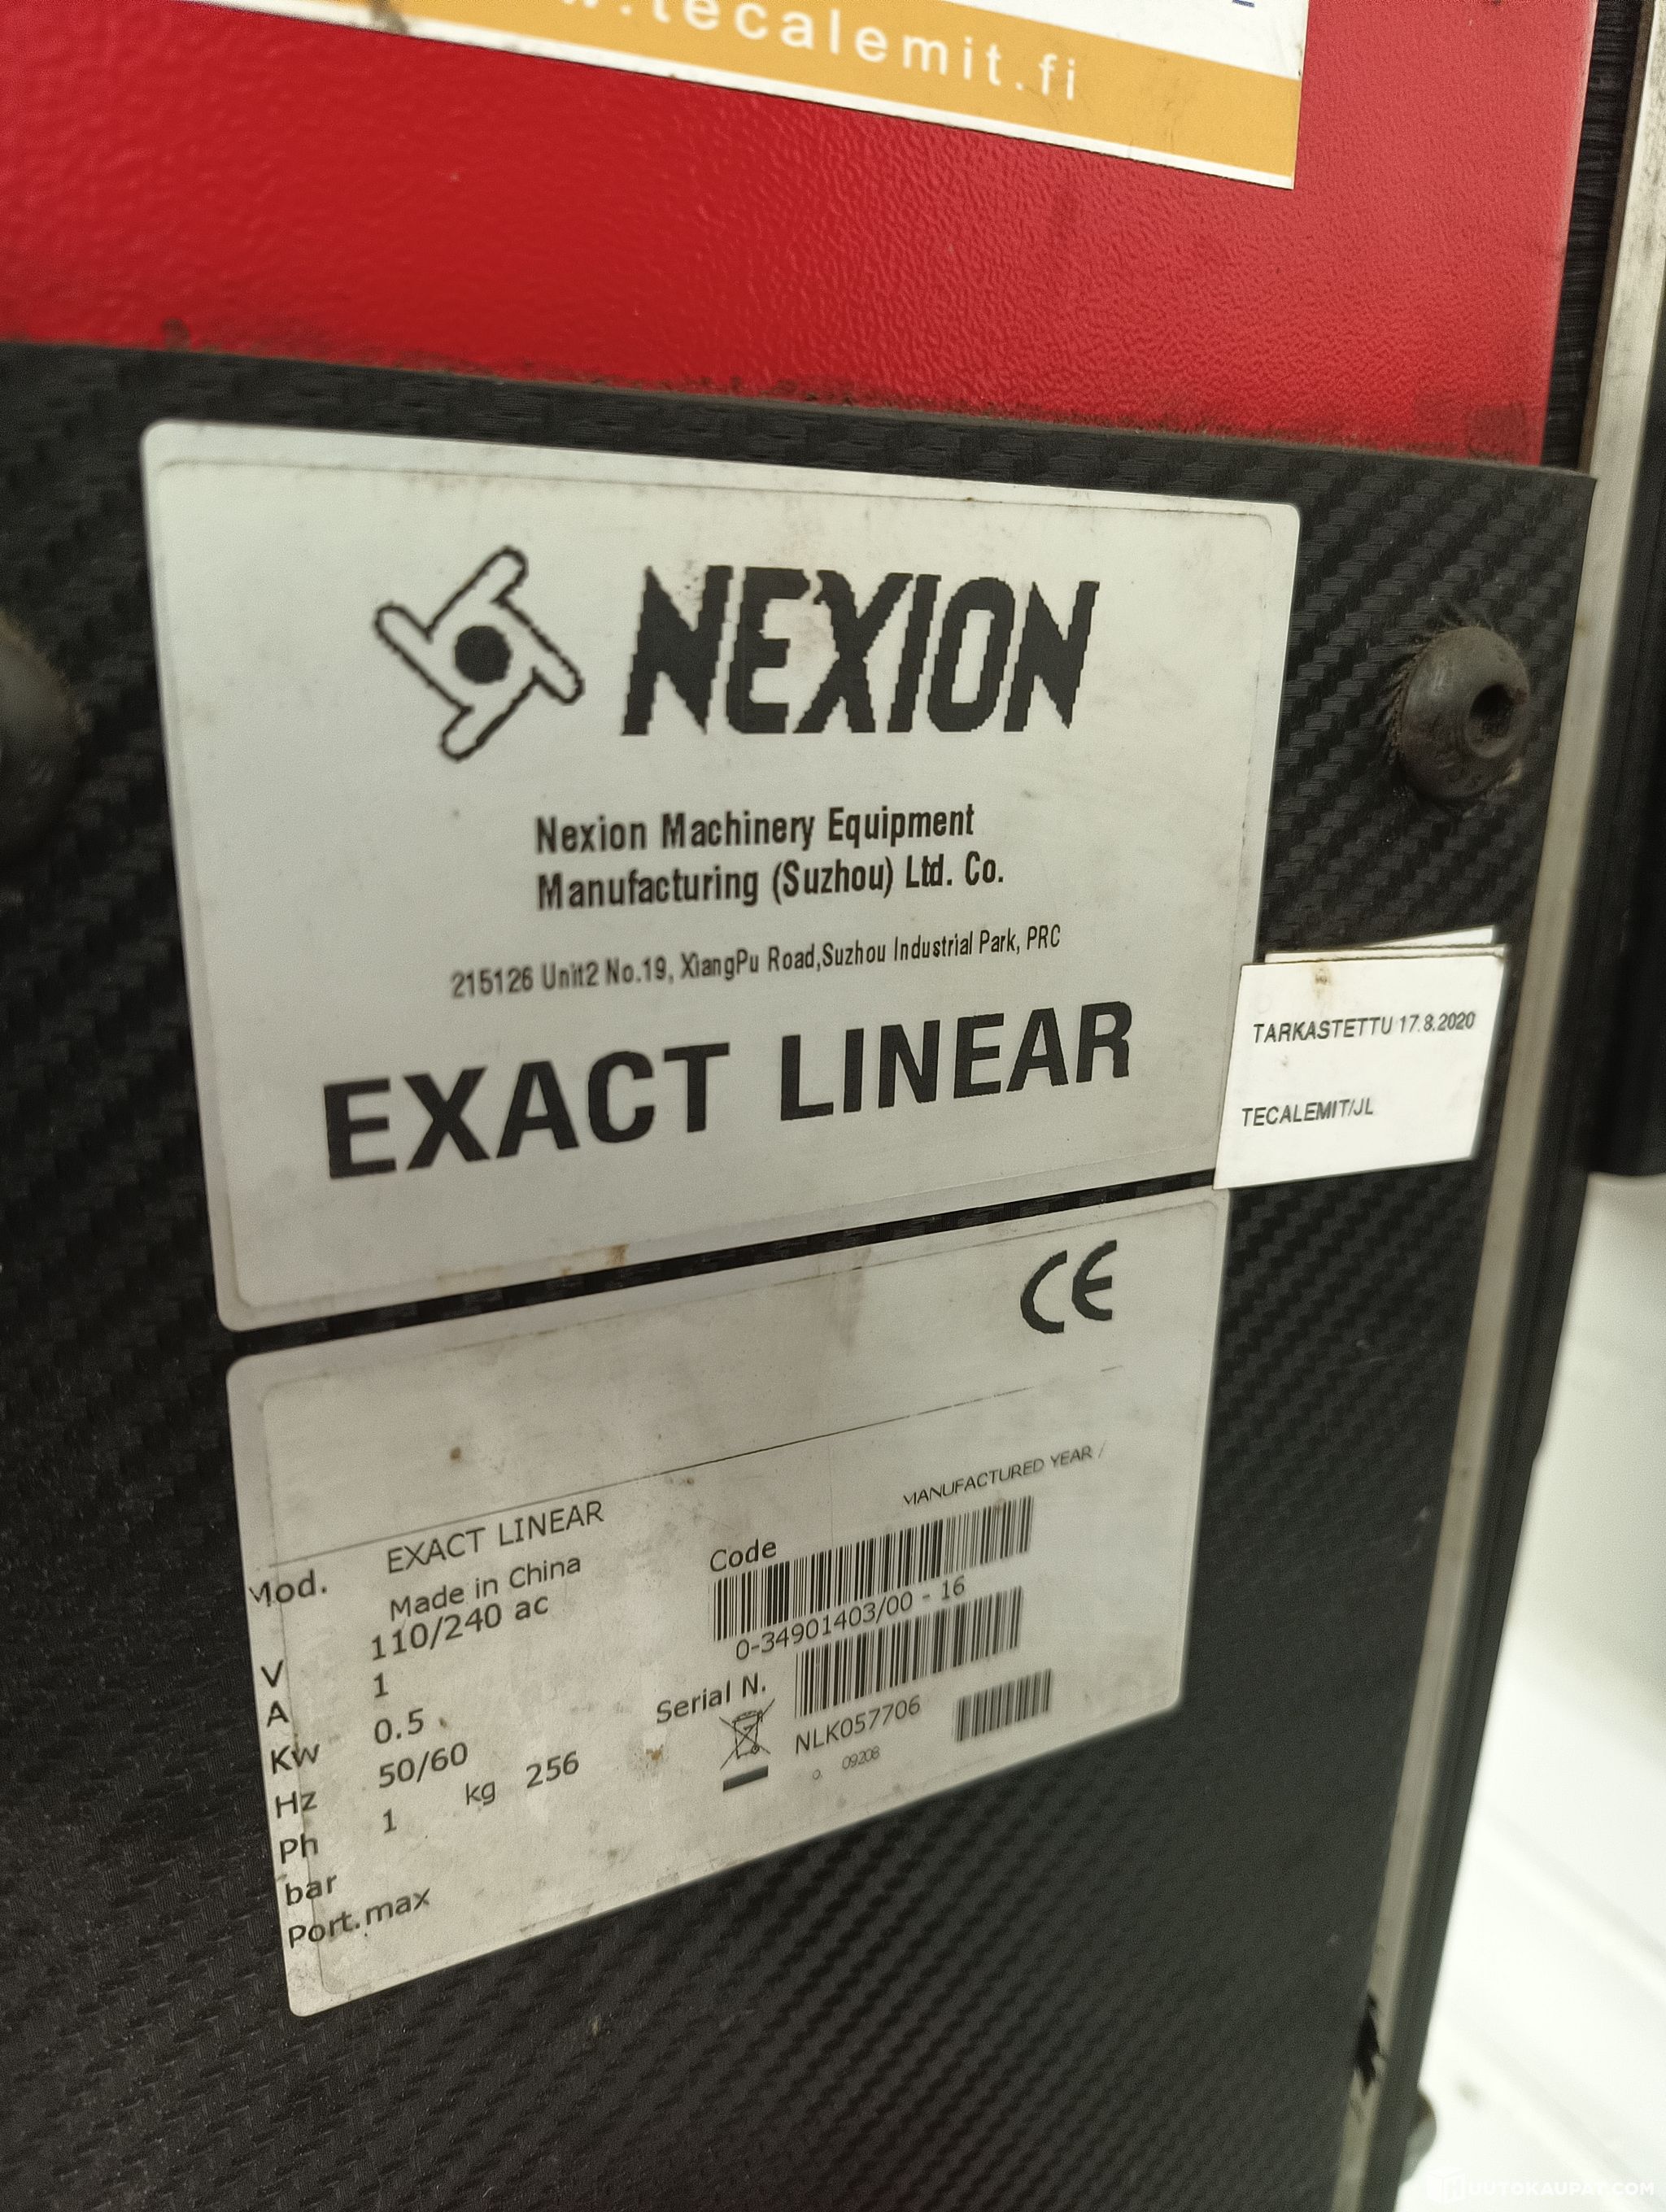 .tecalemit.fi
NEXION
Nexion Machinery Equipment
Manufacturing (Suzhou) Ltd. Co.
215126 Unit2 No.19, XiangPu Road,Suzhou Industrial Park, PRC
EXACT LINEAR
TARKASTETTU 17.8.2020
TECALEMIT/JL
CE
MANUFACTURED YEAR /
Mod. EXACT LINEAR
Made in China
V 110/240 ac
A 1
Kw 0.5
Hz 50/60
Ph 1 kg 256
bar
Port.max
Code
0-34901403/00 - 16
Serial N.
NLK057706
o. 09208
HUUTOKAUPAT.COM